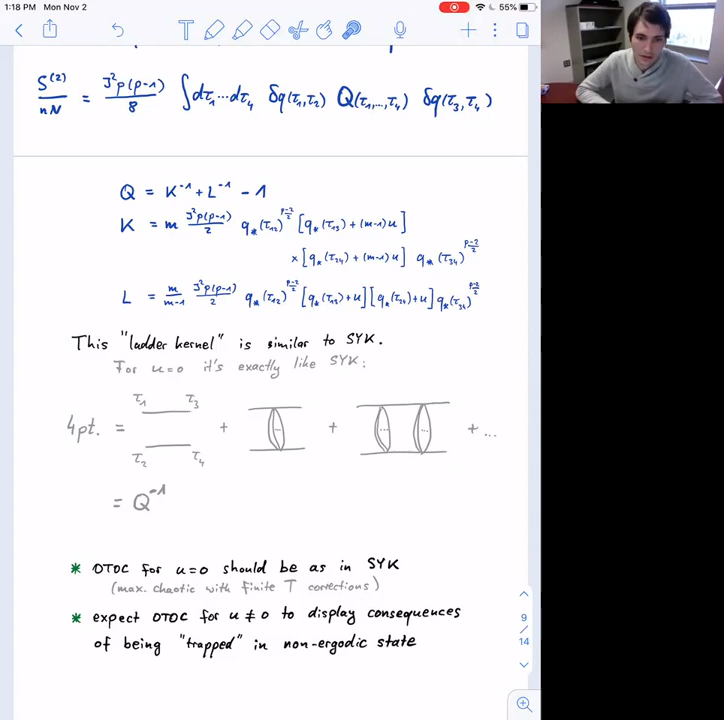 1:18 PM Mon Nov 2
55%
S^(2)/nN = J²p(p-1)/8 ∫dτ₁…dτ₄ δq(τ₁,τ₂) Q(τ₁,…,τ₄) δq(τ₃,τ₄)
Q = K⁻¹ + L⁻¹ - 1
K = m J²p(p-1)/2 q⁎(τ₁₂)^(p-2)/2 [q⁎(τ₁₃) + (m-1)u]
× [q⁎(τ₂₄) + (m-1)u] q⁎(τ₃₄)^(p-2)/2
L = m/(m-1) J²p(p-1)/2 q⁎(τ₁₂)^(p-2)/2 [q⁎(τ₁₃)+u][q⁎(τ₂₄)+u] q⁎(τ₃₄)^(p-2)/2
This "ladder kernel" is similar to SYK.
For u=0 it's exactly like SYK:
τ₁ τ₃
4pt. = + + + …
τ₂ τ₄
= Q⁻¹
* OTOC for u=0 should be as in SYK
(max. chaotic with finite T corrections)
* expect OTOC for u ≠ 0 to display consequences
of being "trapped" in non-ergodic state
9
/
14